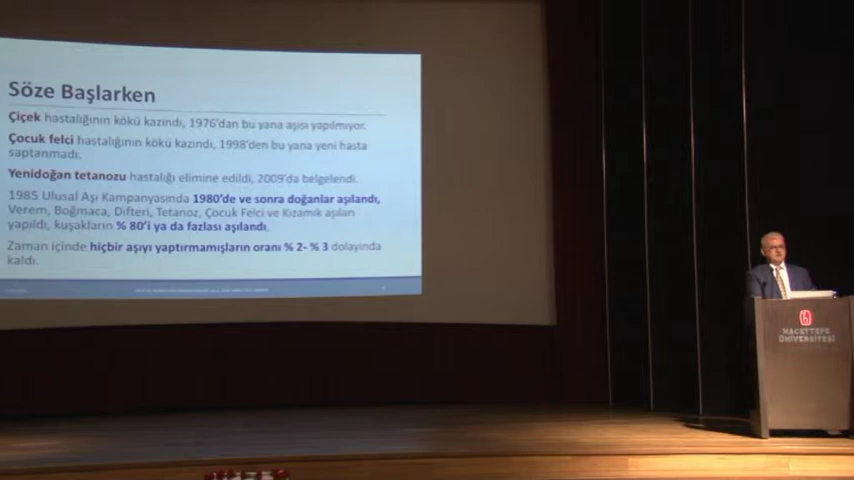 Söze Başlarken
Çiçek hastalığının kökü kazındı, 1976'dan bu yana aşısı yapılmıyor.
Çocuk felci hastalığının kökü kazındı, 1998'den bu yana yeni hasta
saptanmadı.
Yenidoğan tetanozu hastalığı elimine edildi, 2009'da belgelendi.
1985 Ulusal Aşı Kampanyasında 1980'de ve sonra doğanlar aşılandı,
Verem, Boğmaca, Difteri, Tetanoz, Çocuk Felci ve Kızamık aşıları
yapıldı, kuşakların % 80'i ya da fazlası aşılandı.
Zaman içinde hiçbir aşıyı yaptırmamışların oranı % 2- % 3 dolayında
kaldı.
HACETTEPE
ÜNİVERSİTESİ